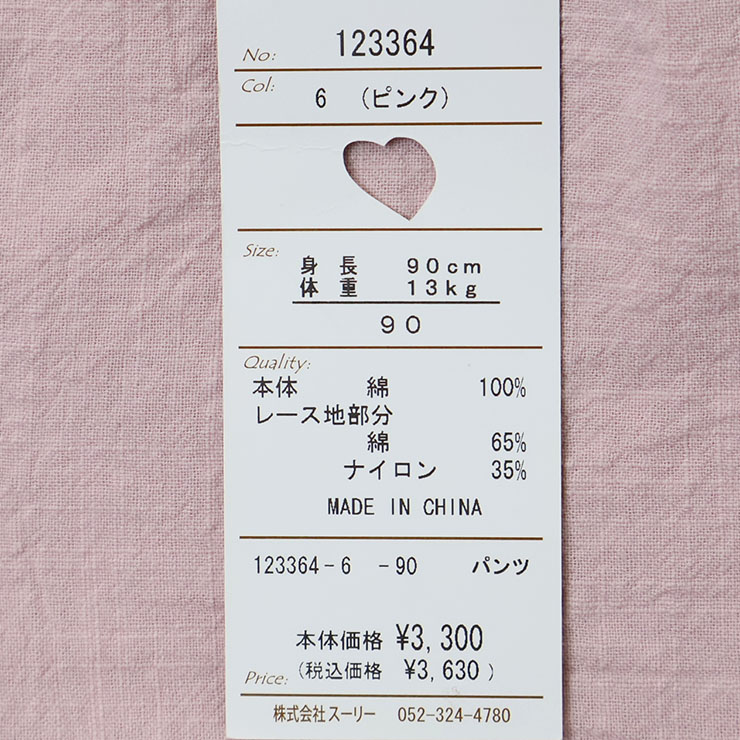 No: 123364
Col: 6 (ピンク)
Size:
身長 90cm
体重 13kg
90
Quality:
本体 綿 100%
レース地部分
綿 65%
ナイロン 35%
MADE IN CHINA
123364-6 -90 パンツ
本体価格 ¥3,300
Price: (税込価格 ¥3,630)
株式会社スーリー 052-324-4780